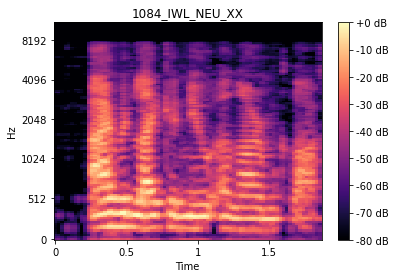 1084_IWL_NEU_XX
Hz
8192
4096
2048
1024
512
0
0
0.5
1
1.5
Time
+0 dB
-10 dB
-20 dB
-30 dB
-40 dB
-50 dB
-60 dB
-70 dB
-80 dB